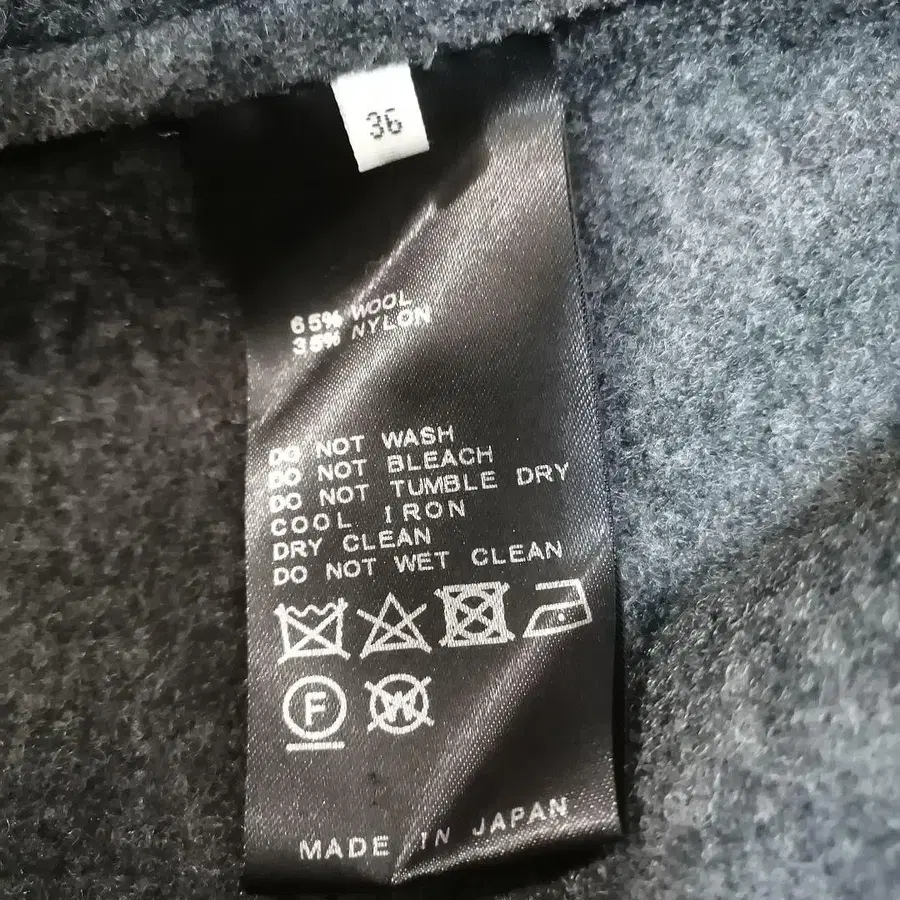 36
65% WOOL
35% NYLON
DO NOT WASH
DO NOT BLEACH
DO NOT TUMBLE DRY
COOL IRON
DRY CLEAN
DO NOT WET CLEAN
F W
MADE IN JAPAN